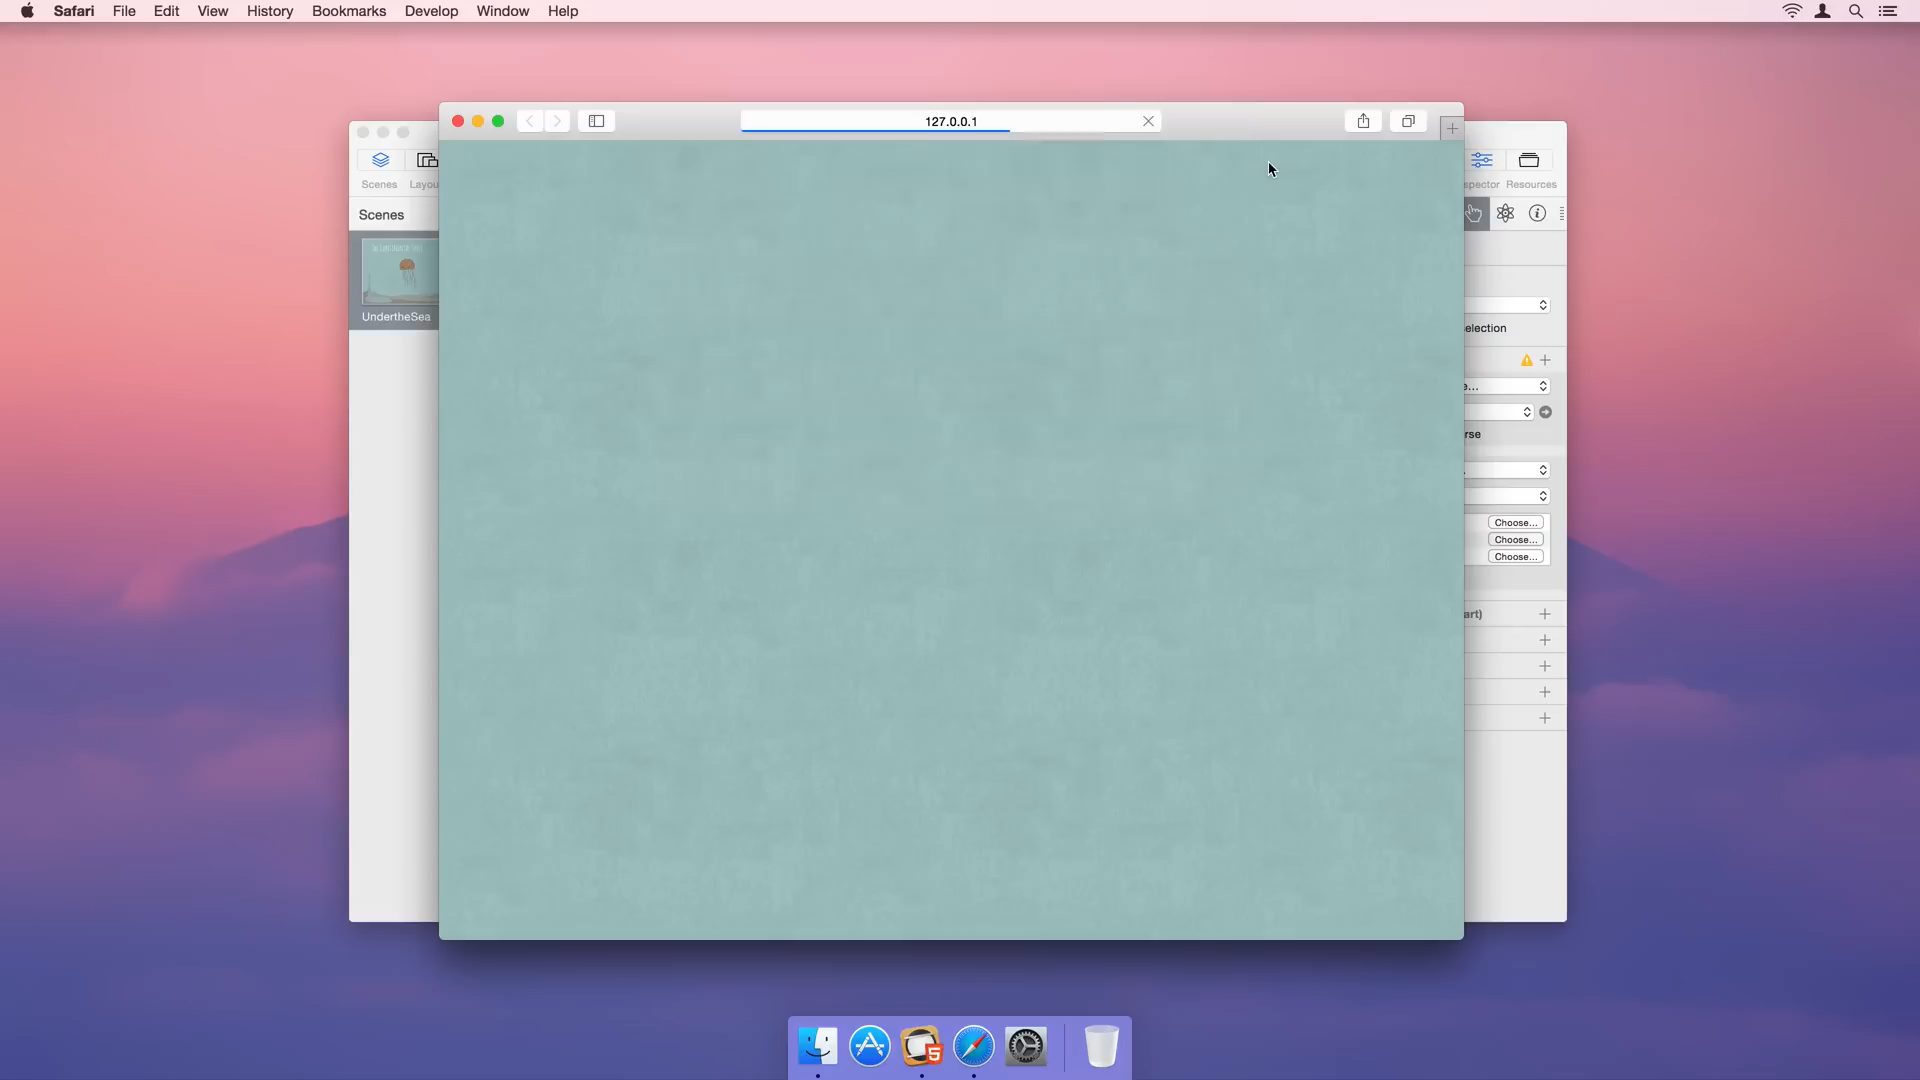 Safari File Edit View History Bookmarks Develop Window Help
127.0.0.1
Scenes Layou
spector Resources
Scenes
UndertheSea
election
e...
rse
Choose...
Choose...
Choose...
art)
5